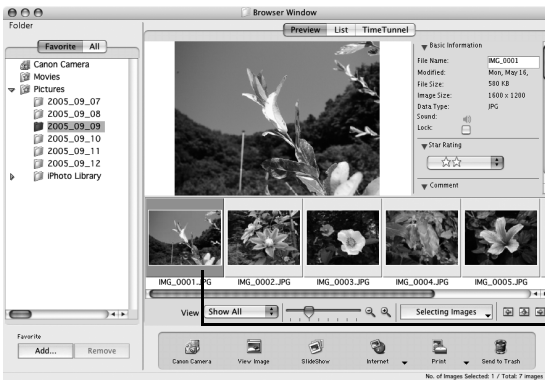 Browser Window
Folder
Favorite All
Canon Camera
Movies
Pictures
2005_09_07
2005_09_08
2005_09_09
2005_09_10
2005_09_11
2005_09_12
iPhoto Library
Favorite
Add... Remove
Preview List TimeTunnel
Basic Information
File Name: IMG_0001
Modified: Mon, May 16,
File Size: 580 KB
Image Size: 1600 x 1200
Data Type: JPG
Sound:
Lock:
Star Rating
Comment
IMG_0001.JPG IMG_0002.JPG IMG_0003.JPG IMG_0004.JPG IMG_0005.JPG
View Show All Selecting Images
Canon Camera View Image SlideShow Internet Print Send to Trash
No. of Images Selected: 1 / Total: 7 images